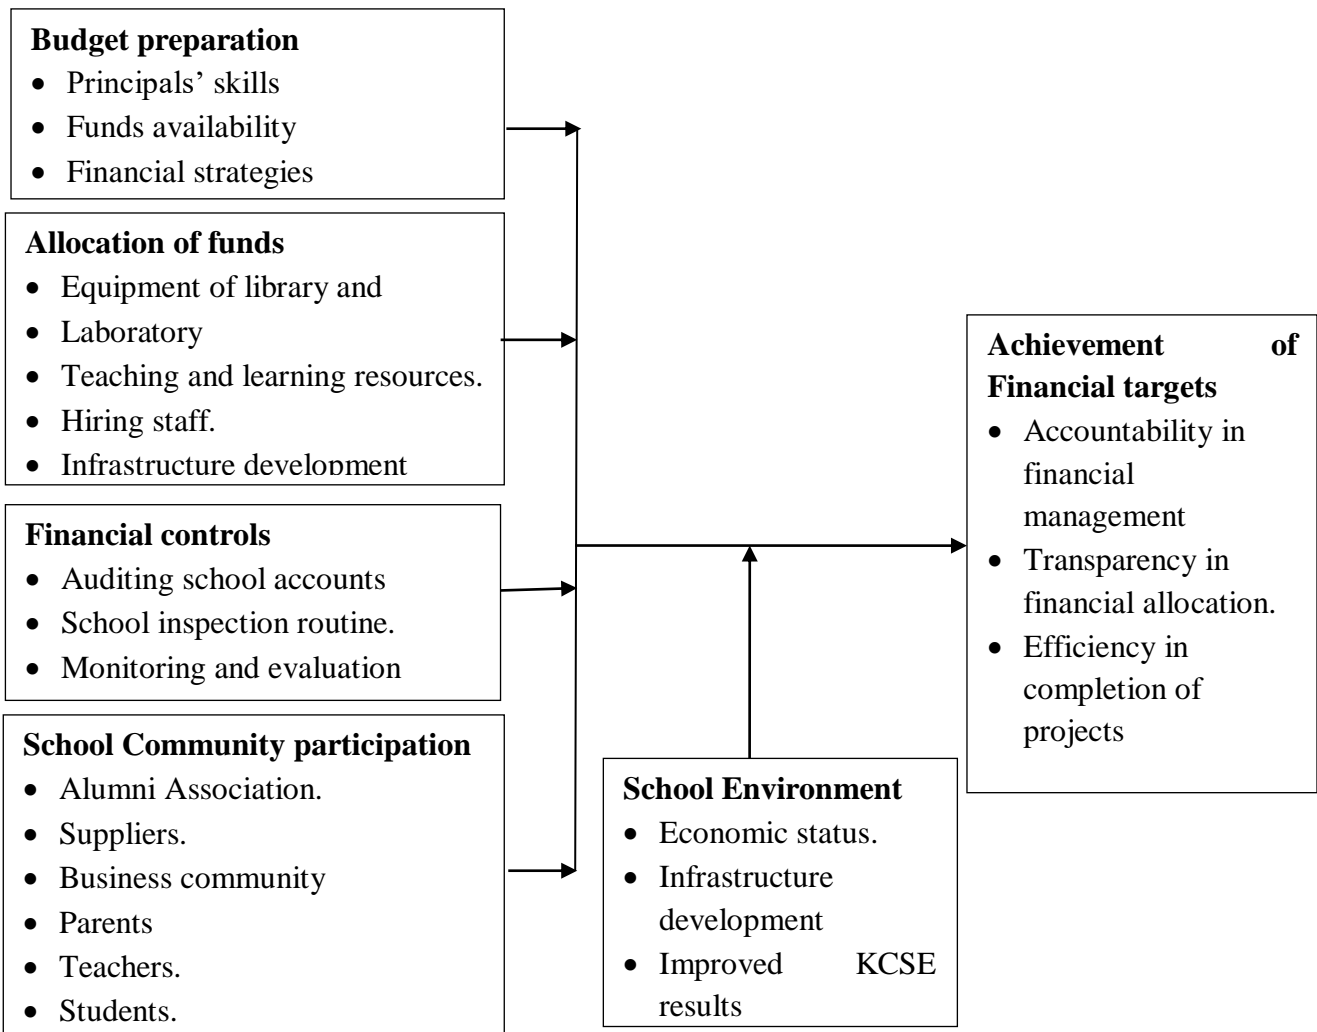 Budget preparation
• Principals’ skills
• Funds availability
• Financial strategies
Allocation of funds
• Equipment of library and
• Laboratory
• Teaching and learning resources.
• Hiring staff.
• Infrastructure development
Financial controls
• Auditing school accounts
• School inspection routine.
• Monitoring and evaluation
School Community participation
• Alumni Association.
• Suppliers.
• Business community
• Parents
• Teachers.
• Students.
School Environment
• Economic status.
• Infrastructure
development
• Improved KCSE
results
Achievement of
Financial targets
• Accountability in
financial
management
• Transparency in
financial allocation.
• Efficiency in
completion of
projects